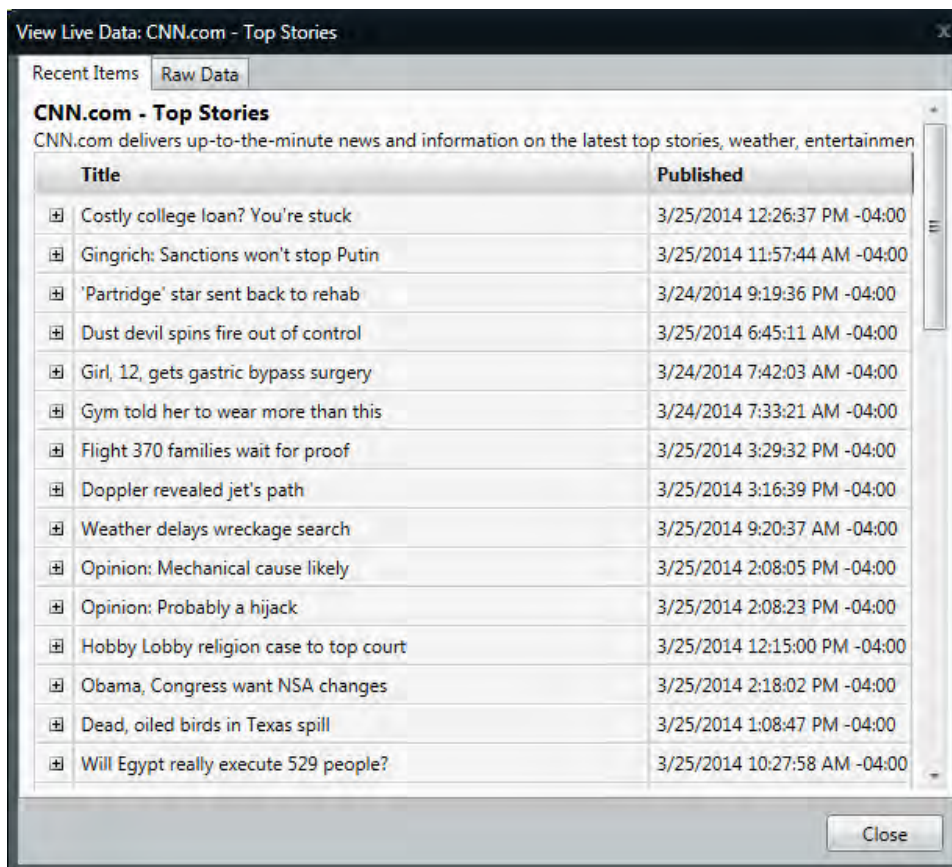 View Live Data: CNN.com - Top Stories
x
Recent Items Raw Data
CNN.com - Top Stories
CNN.com delivers up-to-the-minute news and information on the latest top stories, weather, entertainmen
Title Published
Costly college loan? You're stuck 3/25/2014 12:26:37 PM -04:00
Gingrich: Sanctions won't stop Putin 3/25/2014 11:57:44 AM -04:00
'Partridge' star sent back to rehab 3/24/2014 9:19:36 PM -04:00
Dust devil spins fire out of control 3/25/2014 6:45:11 AM -04:00
Girl, 12, gets gastric bypass surgery 3/24/2014 7:42:03 AM -04:00
Gym told her to wear more than this 3/24/2014 7:33:21 AM -04:00
Flight 370 families wait for proof 3/25/2014 3:29:32 PM -04:00
Doppler revealed jet's path 3/25/2014 3:16:39 PM -04:00
Weather delays wreckage search 3/25/2014 9:20:37 AM -04:00
Opinion: Mechanical cause likely 3/25/2014 2:08:05 PM -04:00
Opinion: Probably a hijack 3/25/2014 2:08:23 PM -04:00
Hobby Lobby religion case to top court 3/25/2014 12:15:00 PM -04:00
Obama, Congress want NSA changes 3/25/2014 2:18:02 PM -04:00
Dead, oiled birds in Texas spill 3/25/2014 1:08:47 PM -04:00
Will Egypt really execute 529 people? 3/25/2014 10:27:58 AM -04:00
Close